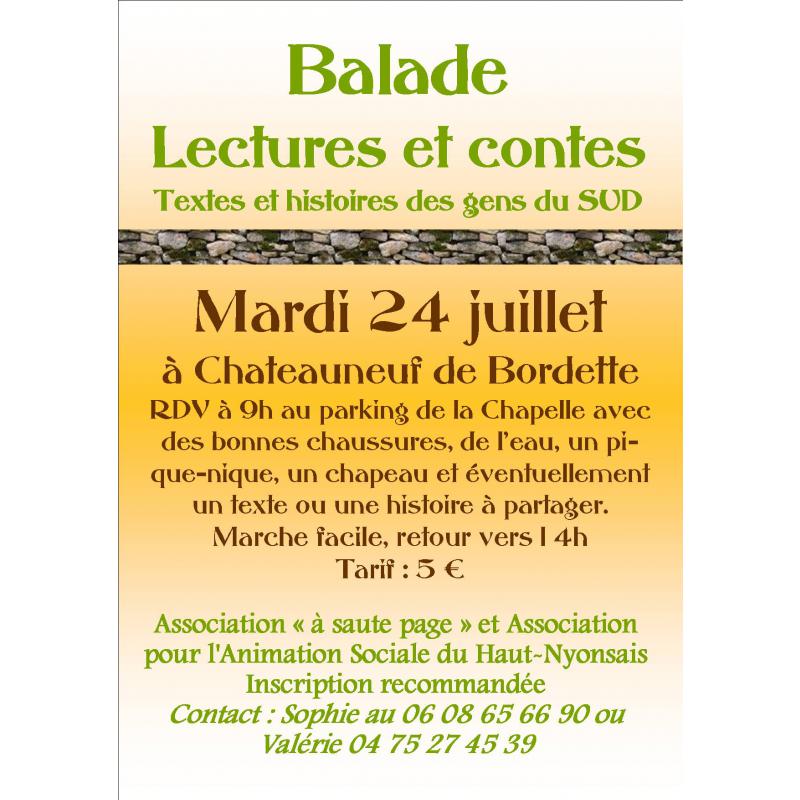 Balade
Lectures et contes
Textes et histoires des gens du SUD
Mardi 24 juillet
à Chateauneuf de Bordette
RDV à 9h au parking de la Chapelle avec
des bonnes chaussures, de l'eau, un pi-
que-nique, un chapeau et éventuellement
un texte ou une histoire à partager.
Marche facile, retour vers 14h
Tarif : 5 €
Association « à saute page » et Association
pour l'Animation Sociale du Haut-Nyonsais
Inscription recommandée
Contact : Sophie au 06 08 65 66 90 ou
Valérie 04 75 27 45 39